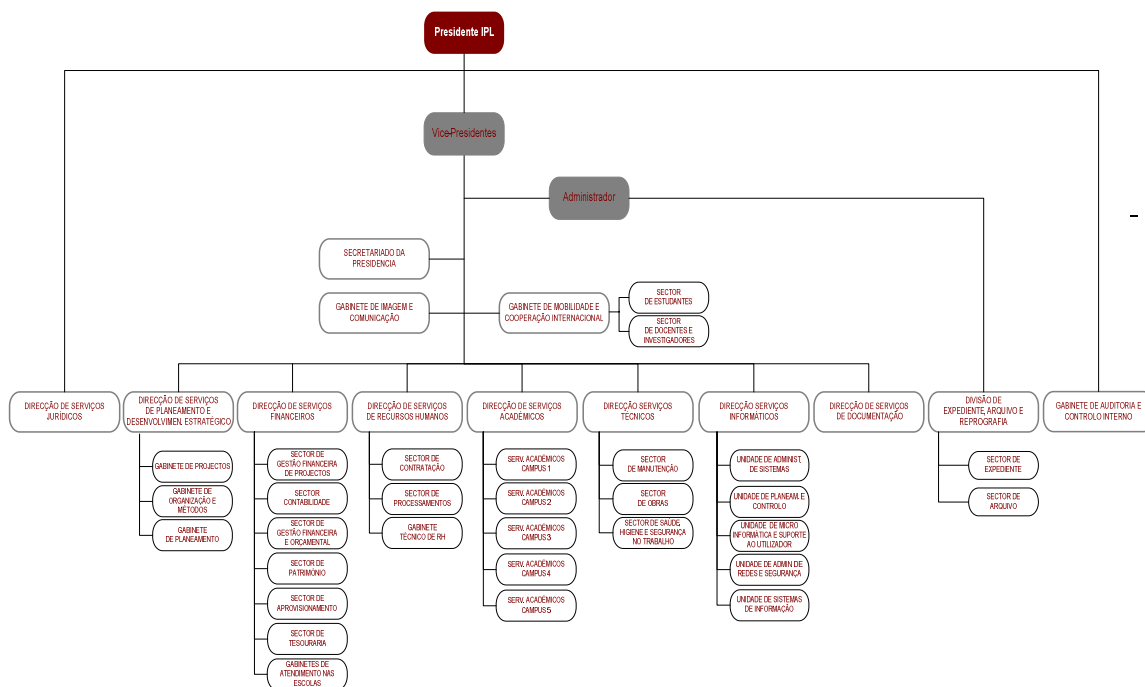 Presidente IPL
Vice-Presidentes
Administrador
SECRETARIADO DA
PRESIDENCIA
GABINETE DE IMAGEM E
COMUNICAÇÃO
GABINETE DE MOBILIDADE E
COOPERAÇÃO INTERNACIONAL
SECTOR
DE ESTUDANTES
SECTOR
DE DOCENTES E
INVESTIGADORES
DIRECÇÃO DE SERVIÇOS
JURÍDICOS
DIRECÇÃO DE SERVIÇOS
DE PLANEAMENTO E
DESENVOLVIMEN. ESTRATÉGICO
DIRECÇÃO DE SERVIÇOS
FINANCEIROS
DIRECÇÃO DE SERVIÇOS
DE RECURSOS HUMANOS
DIRECÇÃO DE SERVIÇOS
ACADÉMICOS
DIRECÇÃO SERVIÇOS
TÉCNICOS
DIRECÇÃO SERVIÇOS
INFORMÁTICOS
DIRECÇÃO DE SERVIÇOS
DE DOCUMENTAÇÃO
DIVISÃO DE
EXPEDIENTE, ARQUIVO E
REPROGRAFIA
GABINETE DE AUDITORIA E
CONTROLO INTERNO
GABINETE DE PROJECTOS
GABINETE DE
ORGANIZAÇÃO E
MÉTODOS
GABINETE
DE PLANEAMENTO
SECTOR DE
GESTÃO FINANCEIRA
DE PROJECTOS
SECTOR
CONTABILIDADE
SECTOR DE
GESTÃO FINANCEIRA
E ORÇAMENTAL
SECTOR DE
PATRIMÓNIO
SECTOR DE
APROVISIONAMENTO
SECTOR DE
TESOURARIA
GABINETES DE
ATENDIMENTO NAS
ESCOLAS
SECTOR DE
CONTRATAÇÃO
SECTOR DE
PROCESSAMENTOS
GABINETE
TÉCNICO DE RH
SERV. ACADÉMICOS
CAMPUS 1
SERV. ACADÉMICOS
CAMPUS 2
SERV. ACADÉMICOS
CAMPUS 3
SERV. ACADÉMICOS
CAMPUS 4
SERV. ACADÉMICOS
CAMPUS 5
SECTOR
DE MANUTENÇÃO
SECTOR
DE OBRAS
SECTOR DE SAÚDE,
HIGIENE E SEGURANÇA
NO TRABALHO
UNIDADE DE ADMINIST.
DE SISTEMAS
UNIDADE DE PLANEAM. E
CONTROLO
UNIDADE DE MICRO
INFORMÁTICA E SUPORTE
AO UTILIZADOR
UNIDADE DE ADMIN DE
REDES E SEGURANÇA
UNIDADE DE SISTEMAS
DE INFORMAÇÃO
SECTOR DE
EXPEDIENTE
SECTOR DE
ARQUIVO